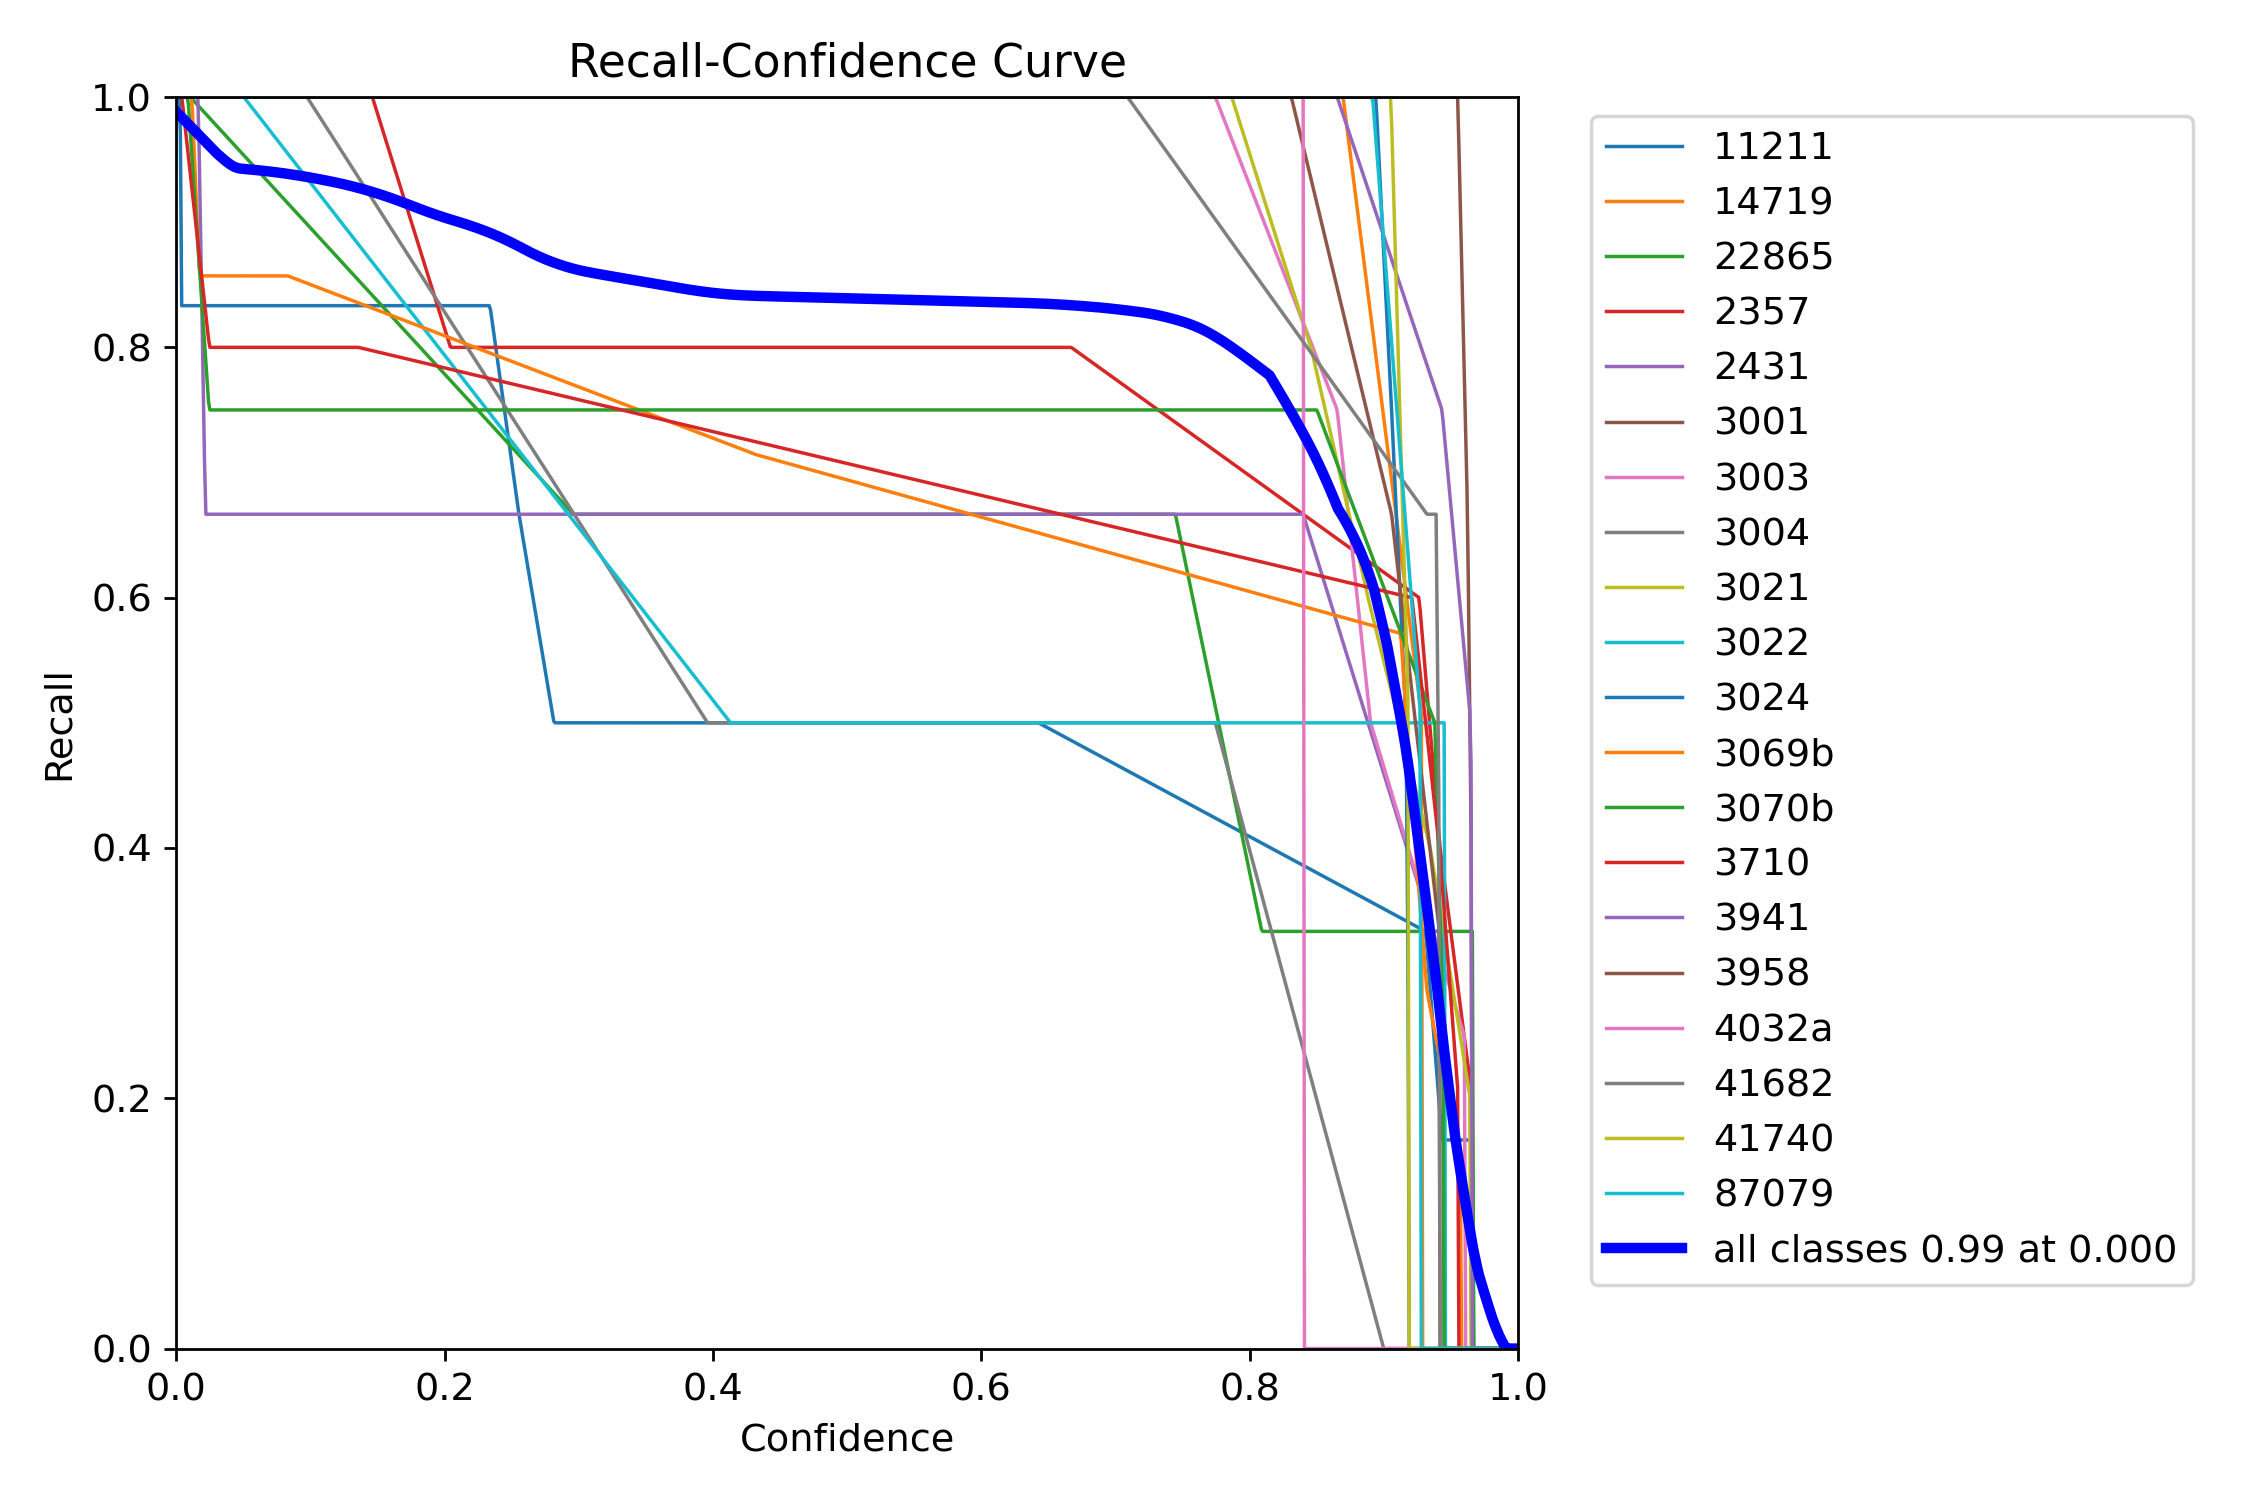 Recall-Confidence Curve
1.0
0.8
0.6
0.4
0.2
0.0
Recall
0.0 0.2 0.4 0.6 0.8 1.0
Confidence
11211
14719
22865
2357
2431
3001
3003
3004
3021
3022
3024
3069b
3070b
3710
3941
3958
4032a
41682
41740
87079
all classes 0.99 at 0.000